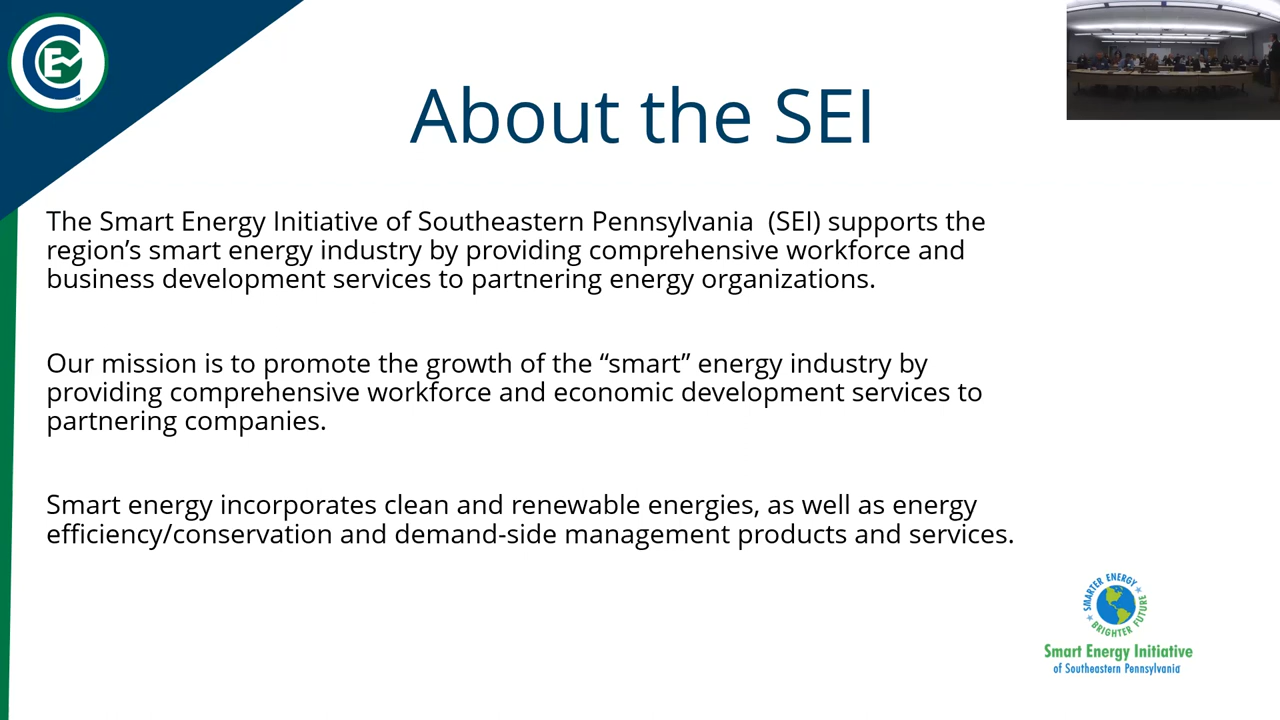 About the SEI
The Smart Energy Initiative of Southeastern Pennsylvania  (SEI) supports the
region’s smart energy industry by providing comprehensive workforce and
business development services to partnering energy organizations.
Our mission is to promote the growth of the “smart” energy industry by
providing comprehensive workforce and economic development services to
partnering companies.
Smart energy incorporates clean and renewable energies, as well as energy
efficiency/conservation and demand-side management products and services.
SMARTER ENERGY
BRIGHTER FUTURE
Smart Energy Initiative
of Southeastern Pennsylvania